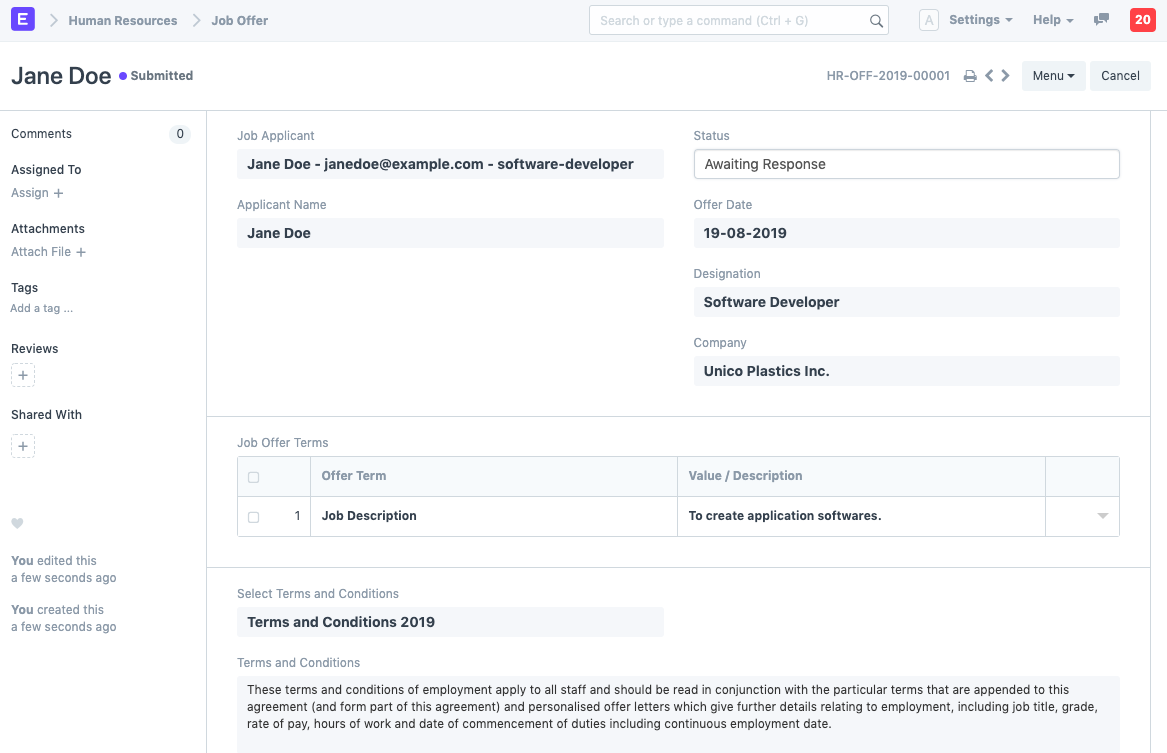 E Human Resources Job Offer Search or type a command (Ctrl + G) A Settings Help 20
Jane Doe Submitted HR-OFF-2019-00001 Menu Cancel
Comments 0
Assigned To
Assign +
Attachments
Attach File +
Tags
Add a tag ...
Reviews
+
Shared With
+
You edited this
a few seconds ago
You created this
a few seconds ago
Job Applicant
Jane Doe - janedoe@example.com - software-developer
Applicant Name
Jane Doe
Status
Awaiting Response
Offer Date
19-08-2019
Designation
Software Developer
Company
Unico Plastics Inc.
Job Offer Terms
Offer Term Value / Description
1 Job Description To create application softwares.
Select Terms and Conditions
Terms and Conditions 2019
Terms and Conditions
These terms and conditions of employment apply to all staff and should be read in conjunction with the particular terms that are appended to this
agreement (and form part of this agreement) and personalised offer letters which give further details relating to employment, including job title, grade,
rate of pay, hours of work and date of commencement of duties including continuous employment date.